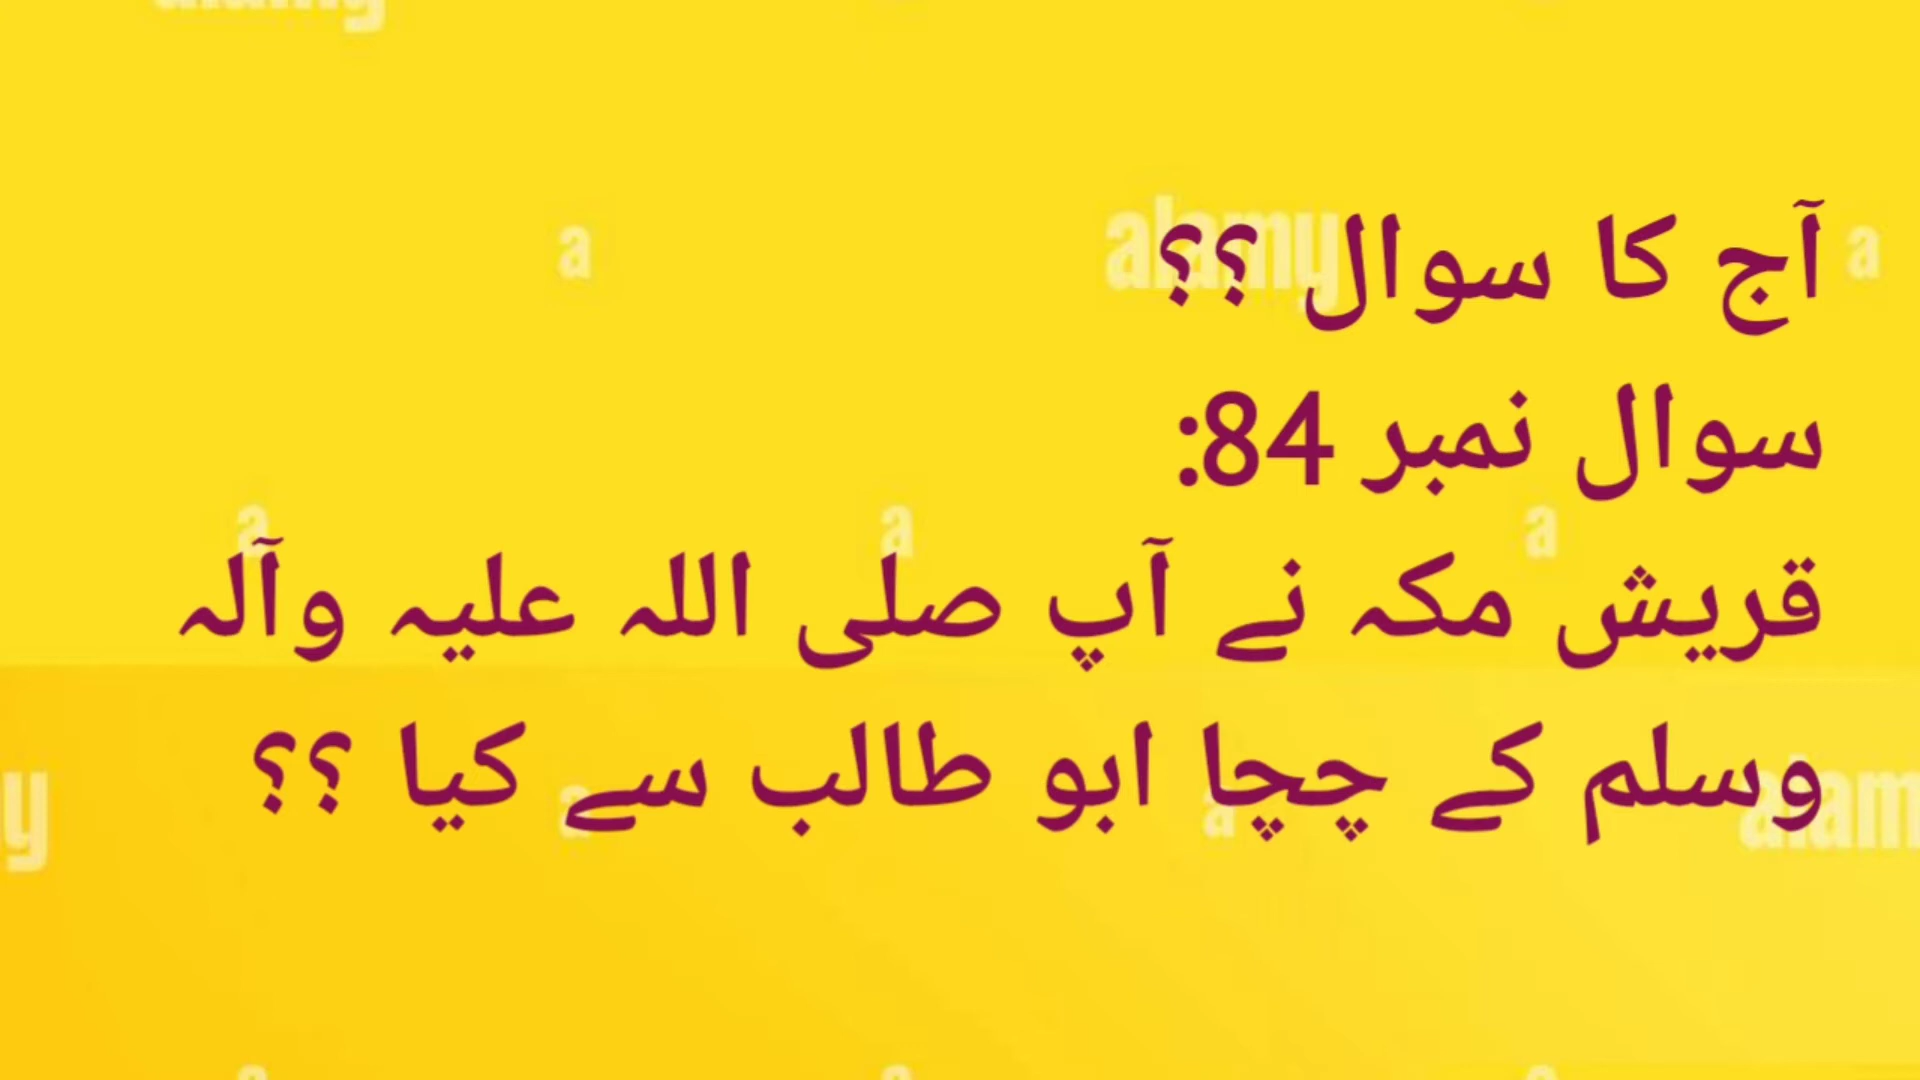 آج کا سوال ؟؟
سوال نمبر 84:
قریش مکہ نے آپ صلی اللہ علیہ وآلہ
وسلم کے چچا ابو طالب سے کیا ؟؟
alamy